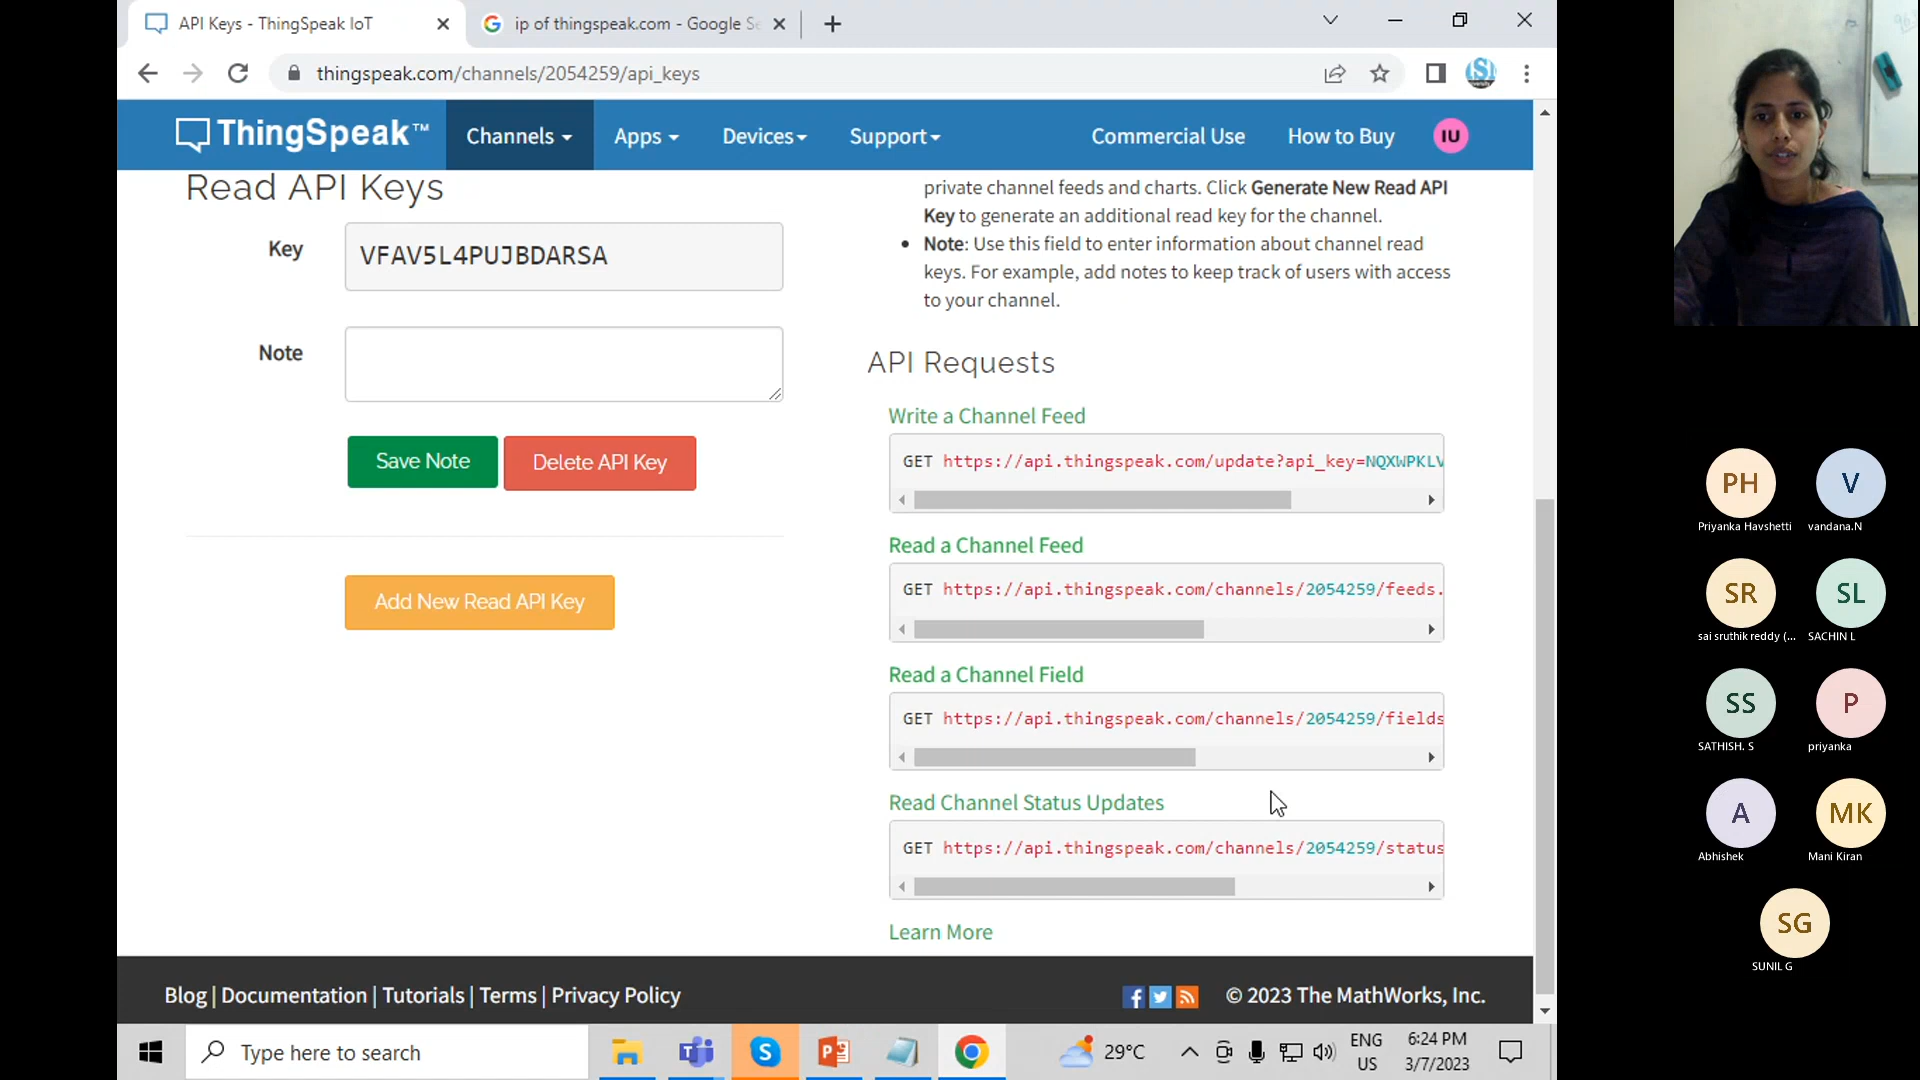 API Keys - ThingSpeak IoT
ip of thingspeak.com - Google Se
thingspeak.com/channels/2054259/api_keys
ThingSpeak™
Channels
Apps
Devices
Support
Commercial Use
How to Buy
IU
Read API Keys
Key
VFAV5L4PUJBDARSA
Note
Save Note
Delete API Key
Add New Read API Key
private channel feeds and charts. Click Generate New Read API
Key to generate an additional read key for the channel.
Note: Use this field to enter information about channel read
keys. For example, add notes to keep track of users with access
to your channel.
API Requests
Write a Channel Feed
GET https://api.thingspeak.com/update?api_key=NQXWPKLV
Read a Channel Feed
GET https://api.thingspeak.com/channels/2054259/feeds.
Read a Channel Field
GET https://api.thingspeak.com/channels/2054259/fields
Read Channel Status Updates
GET https://api.thingspeak.com/channels/2054259/status
Learn More
Blog | Documentation | Tutorials | Terms | Privacy Policy
© 2023 The MathWorks, Inc.
Type here to search
29°C
ENG
US
6:24 PM
3/7/2023
PH
Priyanka Havshetti
V
vandana.N
SR
sai sruthik reddy (...
SL
SACHIN L
SS
SATHISH. S
P
priyanka
A
Abhishek
MK
Mani Kiran
SG
SUNIL G